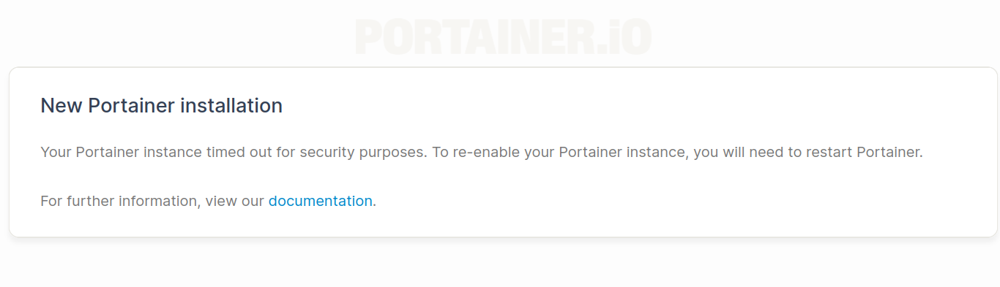 PORTAINER.iO
New Portainer installation
Your Portainer instance timed out for security purposes. To re-enable your Portainer instance, you will need to restart Portainer.
For further information, view our documentation.